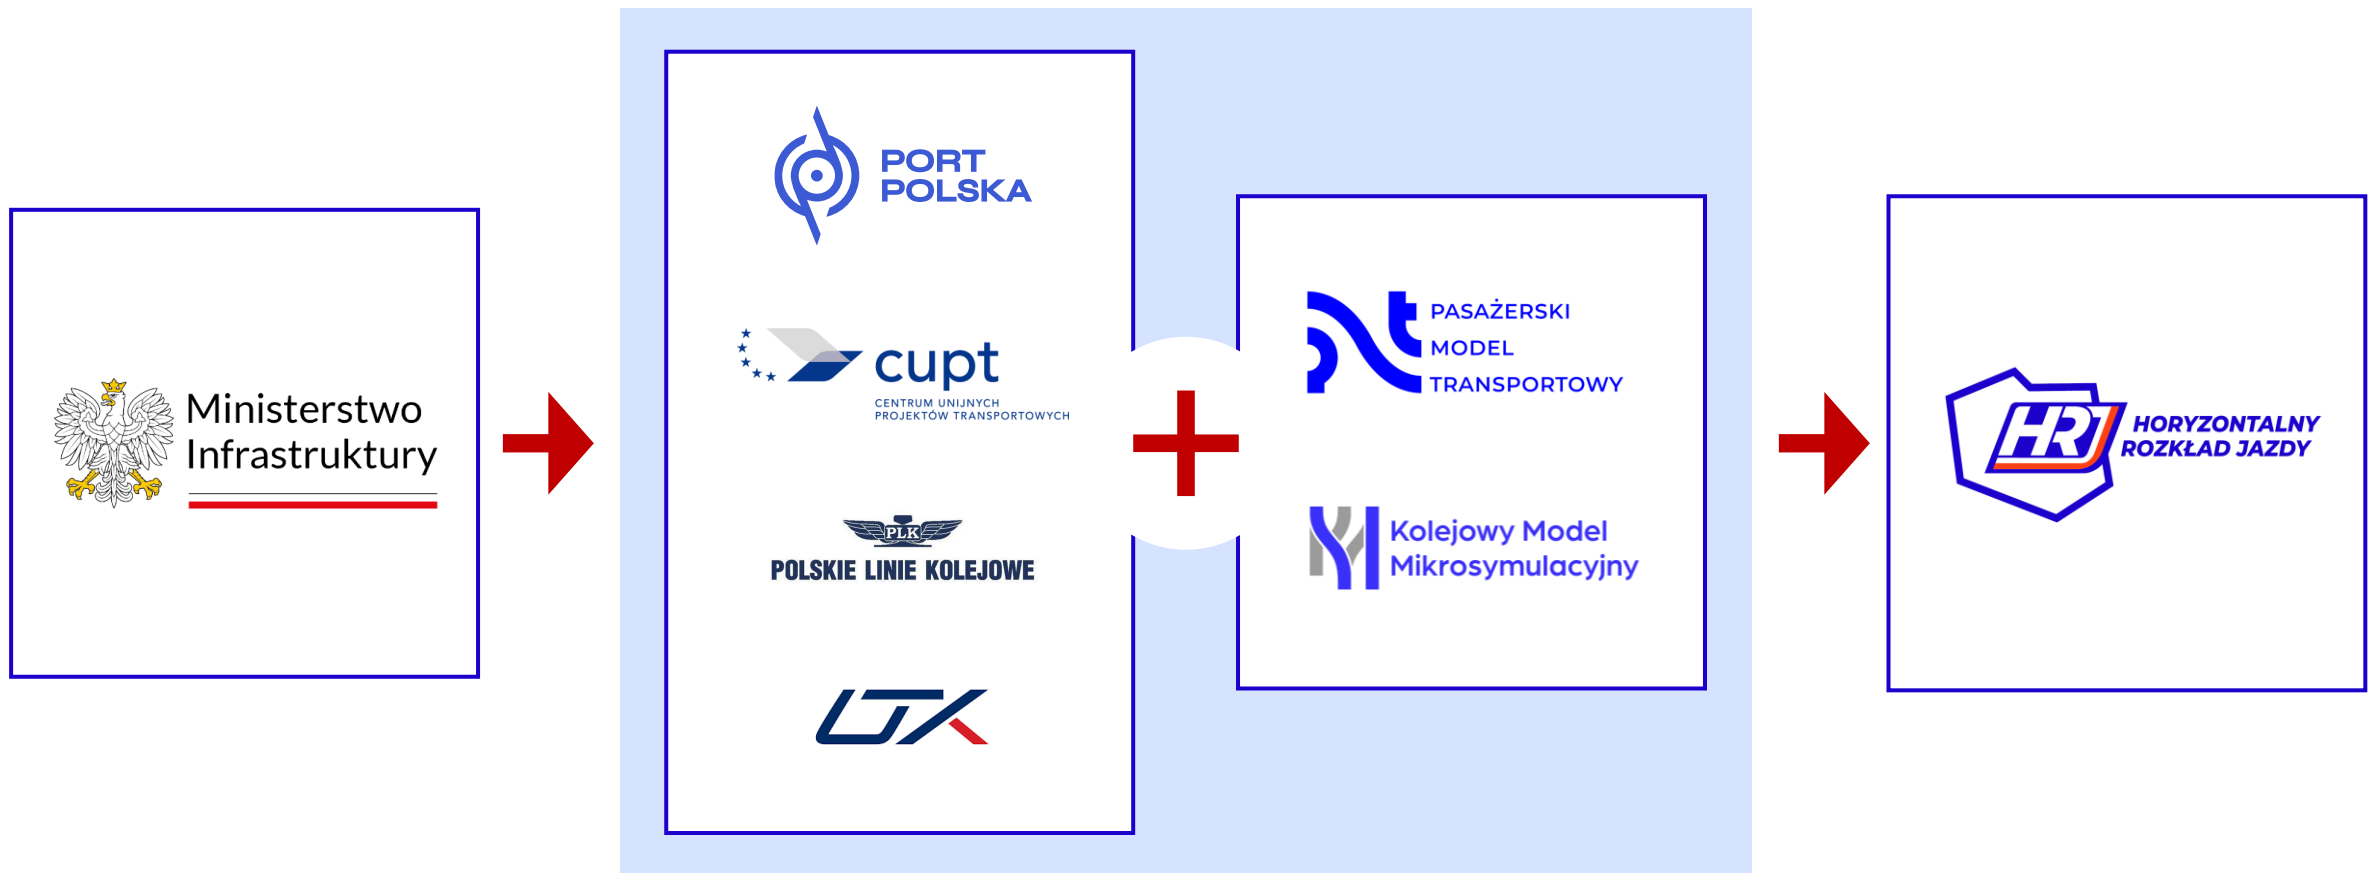 Ministerstwo
Infrastruktury
PORT
POLSKA
cupt
CENTRUM UNIJNYCH
PROJEKTÓW TRANSPORTOWYCH
PLK
POLSKIE LINIE KOLEJOWE
UTK
PASAŻERSKI
MODEL
TRANSPORTOWY
Kolejowy Model
Mikrosymulacyjny
HRJ
HORYZONTALNY
ROZKŁAD JAZDY